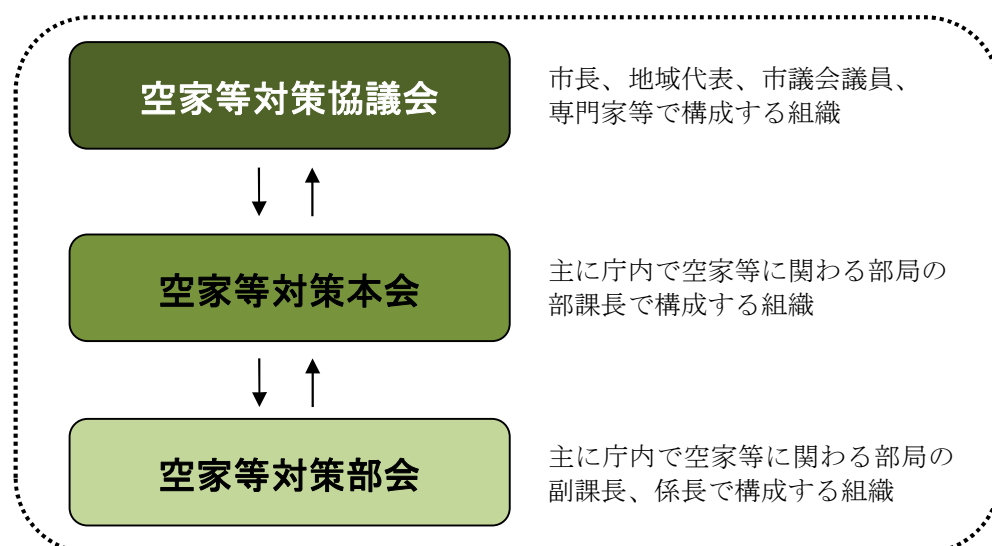 空家等対策協議会
市長、地域代表、市議会議員、
専門家等で構成する組織
空家等対策本会
主に庁内で空家等に関わる部局の
部課長で構成する組織
空家等対策部会
主に庁内で空家等に関わる部局の
副課長、係長で構成する組織